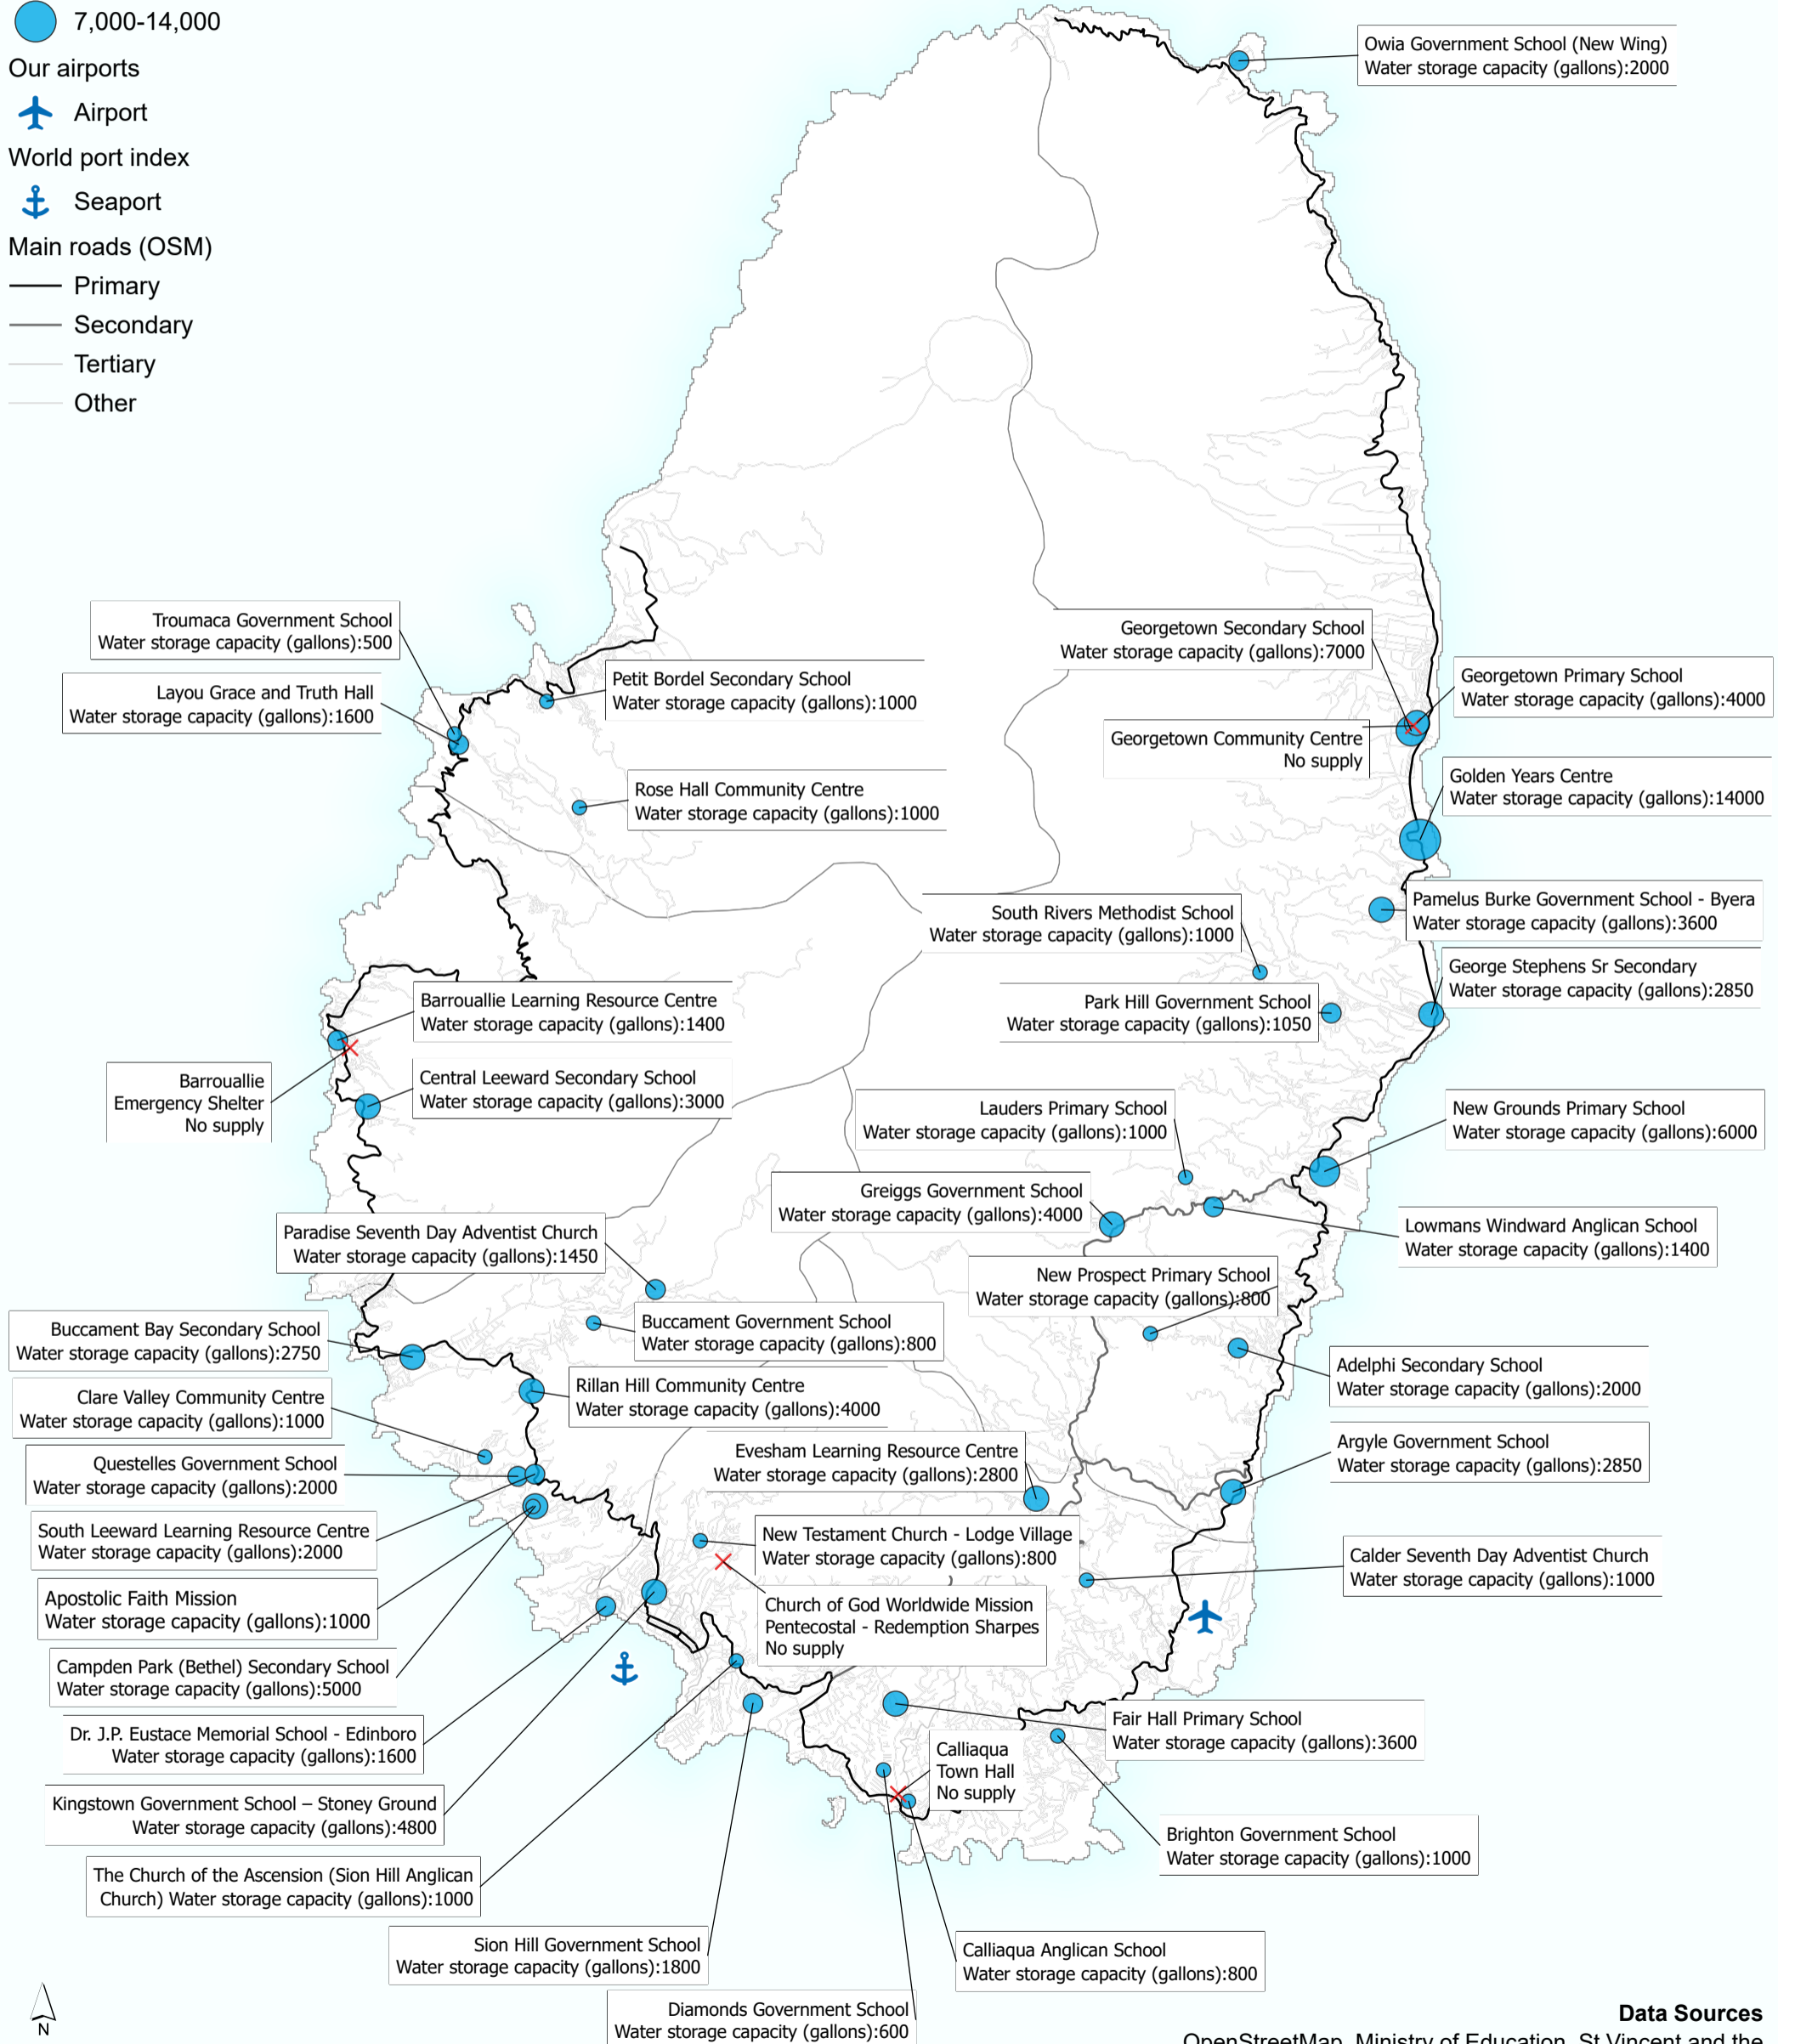 7,000-14,000
Our airports
Airport
World port index
Seaport
Main roads (OSM)
Primary
Secondary
Tertiary
Other
Owia Government School (New Wing)
Water storage capacity (gallons):2000
Troumaca Government School
Water storage capacity (gallons):500
Layou Grace and Truth Hall
Water storage capacity (gallons):1600
Petit Bordel Secondary School
Water storage capacity (gallons):1000
Georgetown Secondary School
Water storage capacity (gallons):7000
Georgetown Primary School
Water storage capacity (gallons):4000
Georgetown Community Centre
No supply
Golden Years Centre
Water storage capacity (gallons):14000
Rose Hall Community Centre
Water storage capacity (gallons):1000
Pamelus Burke Government School - Byera
Water storage capacity (gallons):3600
South Rivers Methodist School
Water storage capacity (gallons):1000
George Stephens Sr Secondary
Water storage capacity (gallons):2850
Park Hill Government School
Water storage capacity (gallons):1050
Barrouallie Learning Resource Centre
Water storage capacity (gallons):1400
Barrouallie
Emergency Shelter
No supply
Central Leeward Secondary School
Water storage capacity (gallons):3000
Lauders Primary School
Water storage capacity (gallons):1000
New Grounds Primary School
Water storage capacity (gallons):6000
Greiggs Government School
Water storage capacity (gallons):4000
Lowmans Windward Anglican School
Water storage capacity (gallons):1400
Paradise Seventh Day Adventist Church
Water storage capacity (gallons):1450
New Prospect Primary School
Water storage capacity (gallons):800
Buccament Bay Secondary School
Water storage capacity (gallons):2750
Buccament Government School
Water storage capacity (gallons):800
Adelphi Secondary School
Water storage capacity (gallons):2000
Clare Valley Community Centre
Water storage capacity (gallons):1000
Rillan Hill Community Centre
Water storage capacity (gallons):4000
Argyle Government School
Water storage capacity (gallons):2850
Questelles Government School
Water storage capacity (gallons):2000
Evesham Learning Resource Centre
Water storage capacity (gallons):2800
South Leeward Learning Resource Centre
Water storage capacity (gallons):2000
New Testament Church - Lodge Village
Water storage capacity (gallons):800
Calder Seventh Day Adventist Church
Water storage capacity (gallons):1000
Apostolic Faith Mission
Water storage capacity (gallons):1000
Church of God Worldwide Mission
Pentecostal - Redemption Sharpes
No supply
Campden Park (Bethel) Secondary School
Water storage capacity (gallons):5000
Dr. J.P. Eustace Memorial School - Edinboro
Water storage capacity (gallons):1600
Fair Hall Primary School
Water storage capacity (gallons):3600
Calliaqua
Town Hall
No supply
Kingstown Government School – Stoney Ground
Water storage capacity (gallons):4800
Brighton Government School
Water storage capacity (gallons):1000
The Church of the Ascension (Sion Hill Anglican
Church) Water storage capacity (gallons):1000
Sion Hill Government School
Water storage capacity (gallons):1800
Calliaqua Anglican School
Water storage capacity (gallons):800
Diamonds Government School
Water storage capacity (gallons):600
N
Data Sources
OpenStreetMap, Ministry of Education, St Vincent and the